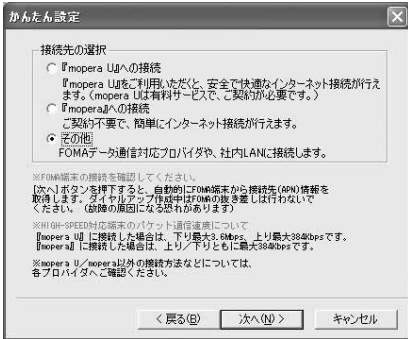 かんたん設定
接続先の選択
『mopera U』への接続
『mopera U』をご利用いただくと、安全で快適なインターネット接続が行え
ます。(mopera Uは有料サービスで、ご契約が必要です。)
『mopera』への接続
ご契約不要で、簡単にインターネット接続が行えます。
その他
FOMAデータ通信対応プロバイダや、社内LANに接続します。
※FOMA端末の接続を確認してください。
[次へ]ボタンを押下すると、自動的にFOMA端末から接続先(APN)情報を
取得します。ダイヤルアップ作成中はFOMAの抜き差しは行わないで
ください。(故障の原因になる恐れがあります)
※HIGH-SPEED対応端末のパケット通信速度について
『mopera U』に接続した場合は、下り最大3.6Mbps、上り最大384Kbpsです。
『mopera』に接続した場合は、上り/下りともに最大384Kbpsです。
※mopera U/mopera以外の接続方法などについては、
各プロバイダへご確認ください。
< 戻る(B)
次へ(N) >
キャンセル